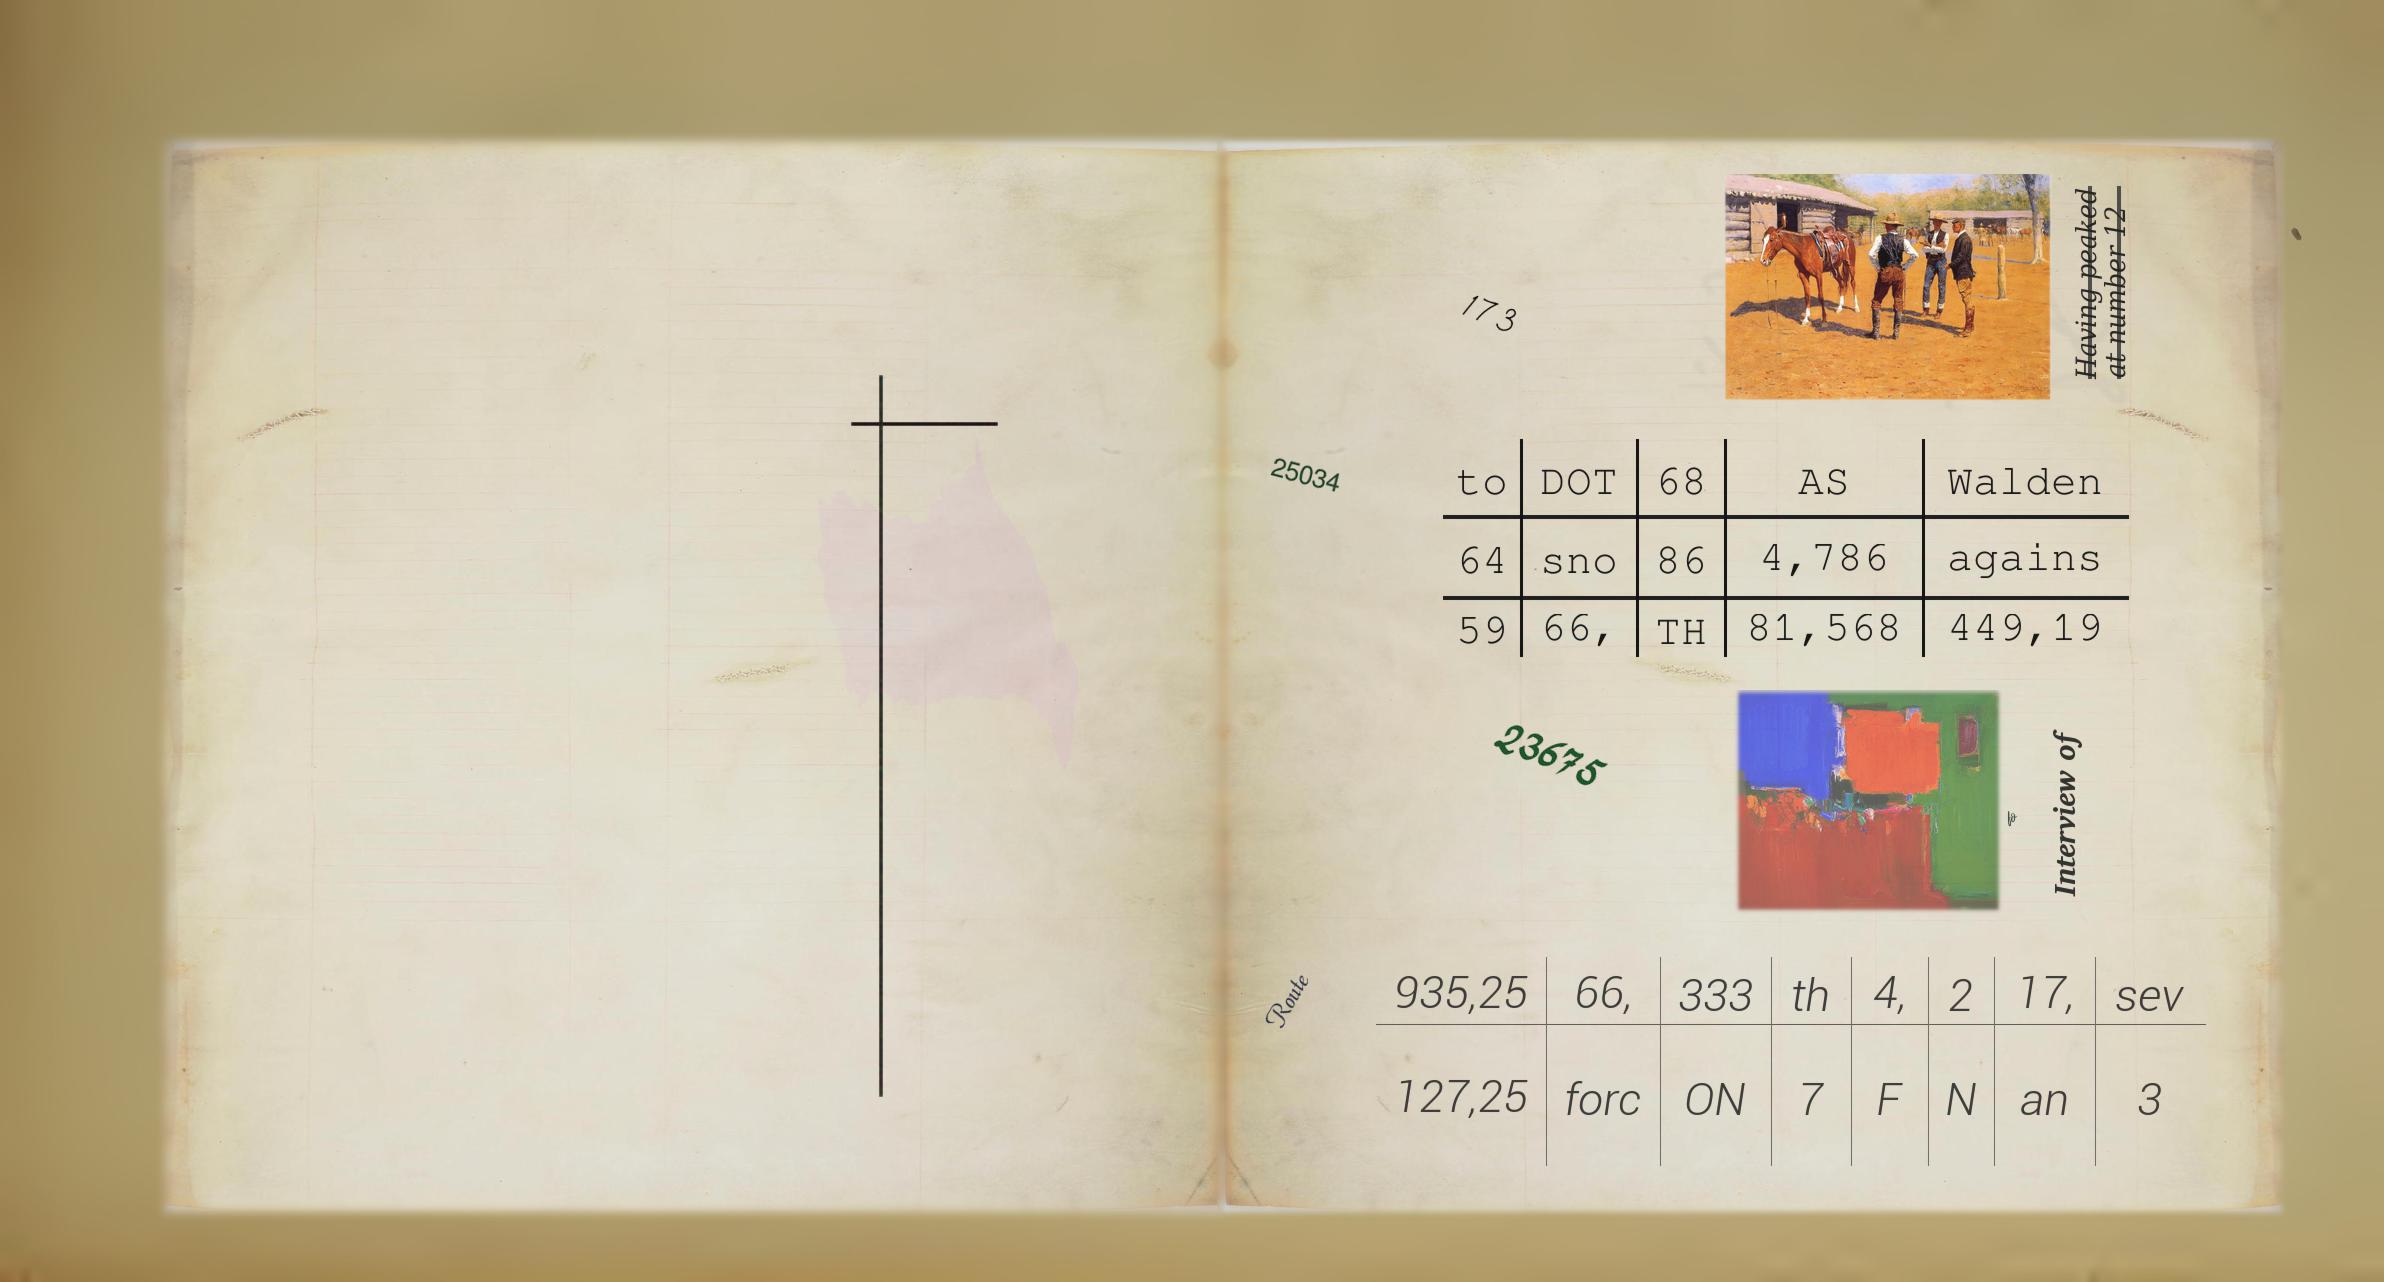 173
Having peaked
at number 12
25034
to DOT 68 AS Walden
64 sno 86 4,786 agains
59 66, TH 81,568 449,19
23675
Interview of
Route
935,25 66, 333 th 4, 2 17, sev
127,25 forc ON 7 F N an 3